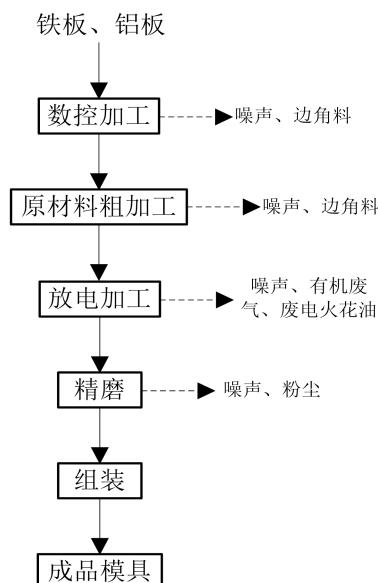 铁板、铝板
数控加工
噪声、边角料
原材料粗加工
噪声、边角料
放电加工
噪声、有机废
气、废电火花油
精磨
噪声、粉尘
组装
成品模具